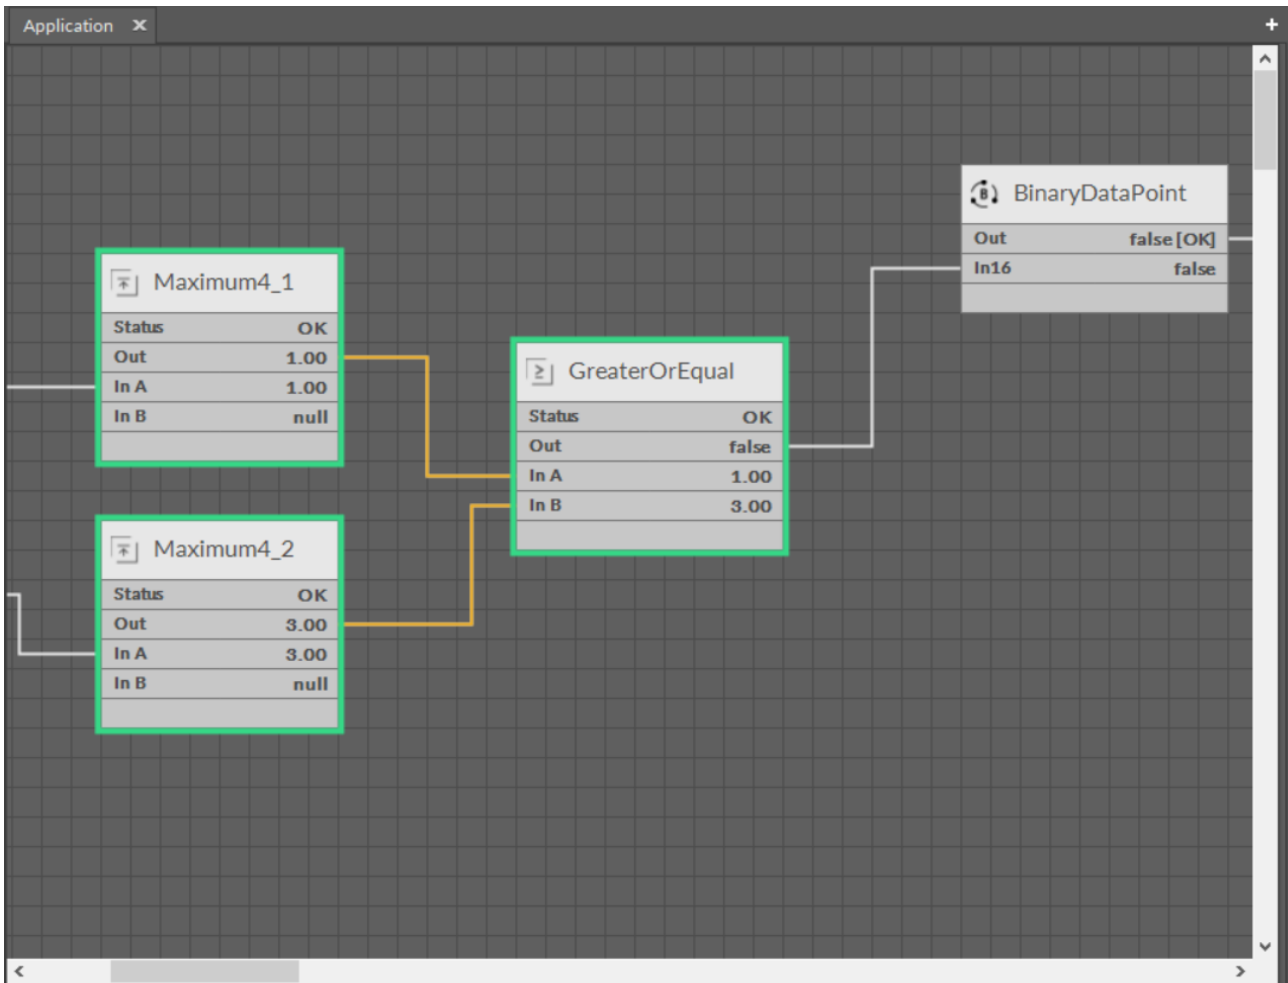 Application
BinaryDataPoint
Out false [OK]
In16 false
Maximum4_1
Status OK
Out 1.00
In A 1.00
In B null
GreaterOrEqual
Status OK
Out false
In A 1.00
In B 3.00
Maximum4_2
Status OK
Out 3.00
In A 3.00
In B null